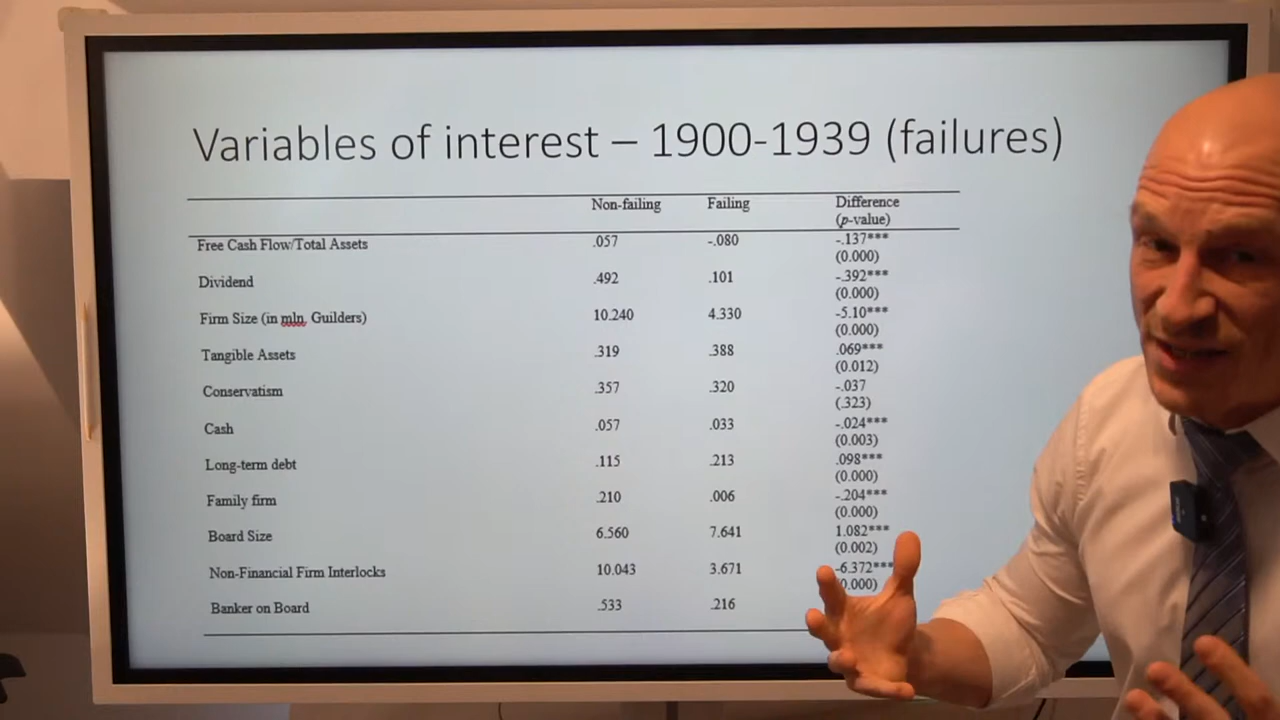 Variables of interest – 1900-1939 (failures)
Non-failing Failing Difference
(p-value)
Free Cash Flow/Total Assets .057 -.080 -.137***
(0.000)
Dividend .492 .101 -.392***
(0.000)
Firm Size (in mln. Guilders) 10.240 4.330 -5.10***
(0.000)
Tangible Assets .319 .388 .069***
(0.012)
Conservatism .357 .320 -.037
(.323)
Cash .057 .033 -.024***
(0.003)
Long-term debt .115 .213 .098***
(0.000)
Family firm .210 .006 -.204***
(0.000)
Board Size 6.560 7.641 1.082***
(0.002)
Non-Financial Firm Interlocks 10.043 3.671 -6.372***
0.000)
Banker on Board .533 .216